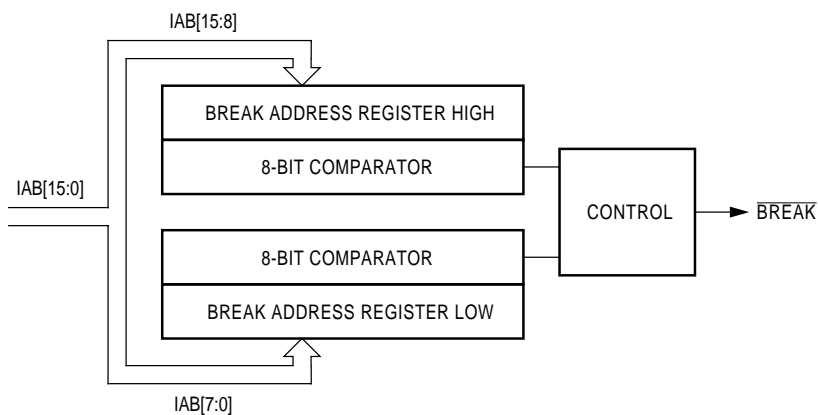 IAB[15:8]
BREAK ADDRESS REGISTER HIGH
8-BIT COMPARATOR
IAB[15:0]
CONTROL
BREAK
8-BIT COMPARATOR
BREAK ADDRESS REGISTER LOW
IAB[7:0]